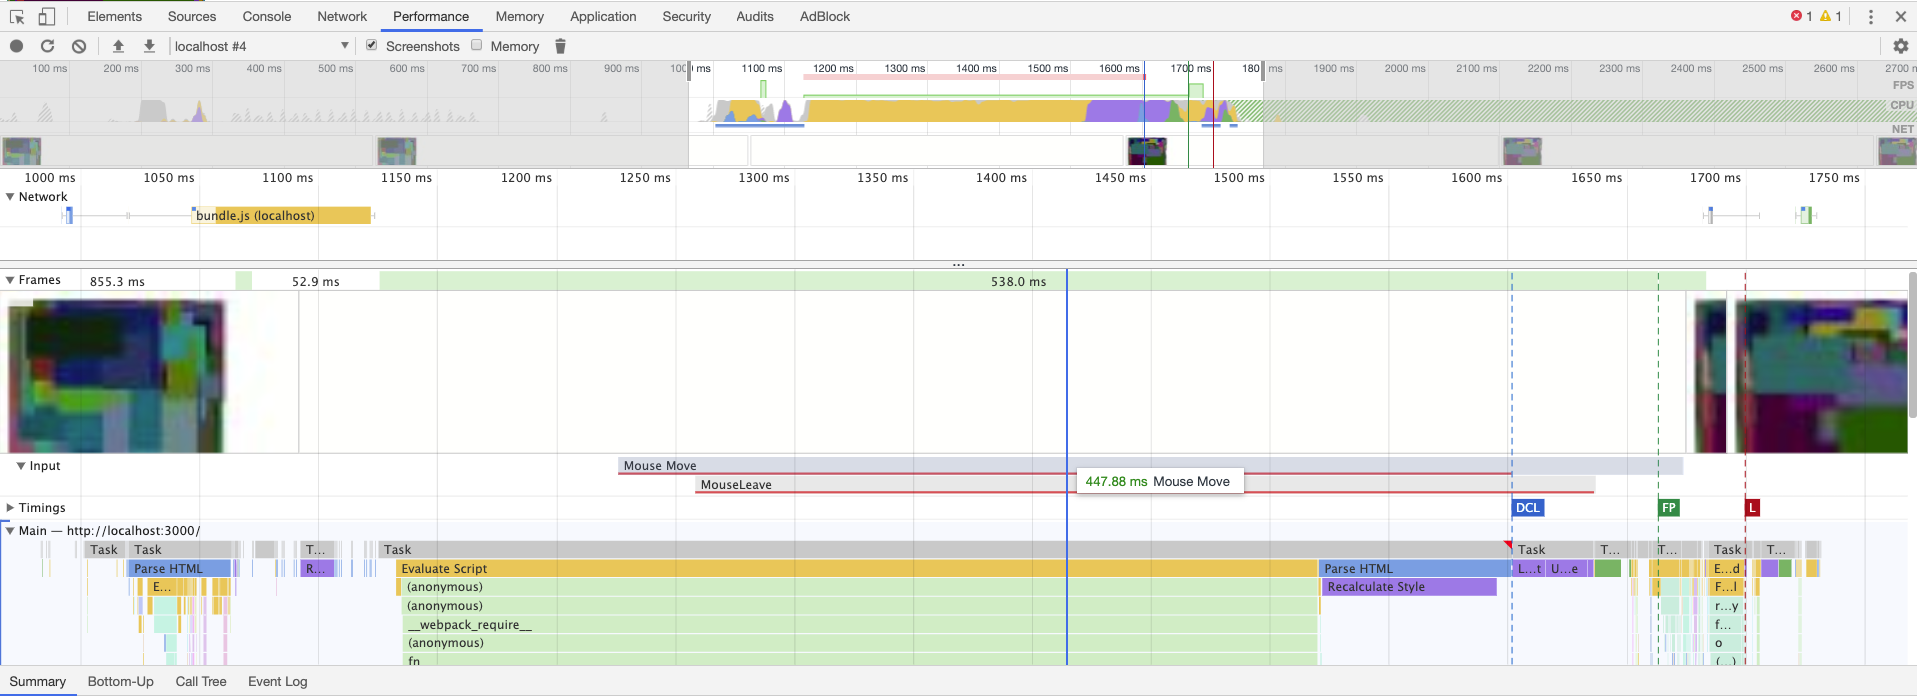 Elements Sources Console Network Performance Memory Application Security Audits AdBlock 1 1
localhost #4 Screenshots Memory
100 ms 200 ms 300 ms 400 ms 500 ms 600 ms 700 ms 800 ms 900 ms 100 ms 1100 ms 1200 ms 1300 ms 1400 ms 1500 ms 1600 ms 1700 ms 180 ms 1900 ms 2000 ms 2100 ms 2200 ms 2300 ms 2400 ms 2500 ms 2600 ms 2700 n
FPS
CPU
NET
1000 ms 1050 ms 1100 ms 1150 ms 1200 ms 1250 ms 1300 ms 1350 ms 1400 ms 1450 ms 1500 ms 1550 ms 1600 ms 1650 ms 1700 ms 1750 ms
Network
bundle.js (localhost)
...
Frames 855.3 ms 52.9 ms 538.0 ms
Input Mouse Move
MouseLeave
447.88 ms Mouse Move
Timings DCL FP L
Main — http://localhost:3000/
Task Task T... Task Task T... T... Task T...
Parse HTML R... Evaluate Script Parse HTML L...t U...e E...d
E... (anonymous) Recalculate Style F...l
(anonymous) r...y
__webpack_require__ f...
(anonymous) o
fn (...)
Summary Bottom-Up Call Tree Event Log